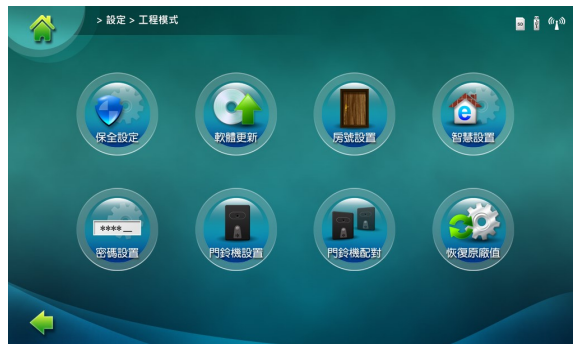 > 設定 > 工程模式
保全設定
軟體更新
房號設置
智慧設置
****_
密碼設置
門鈴機設置
門鈴機配對
恢復原廠值